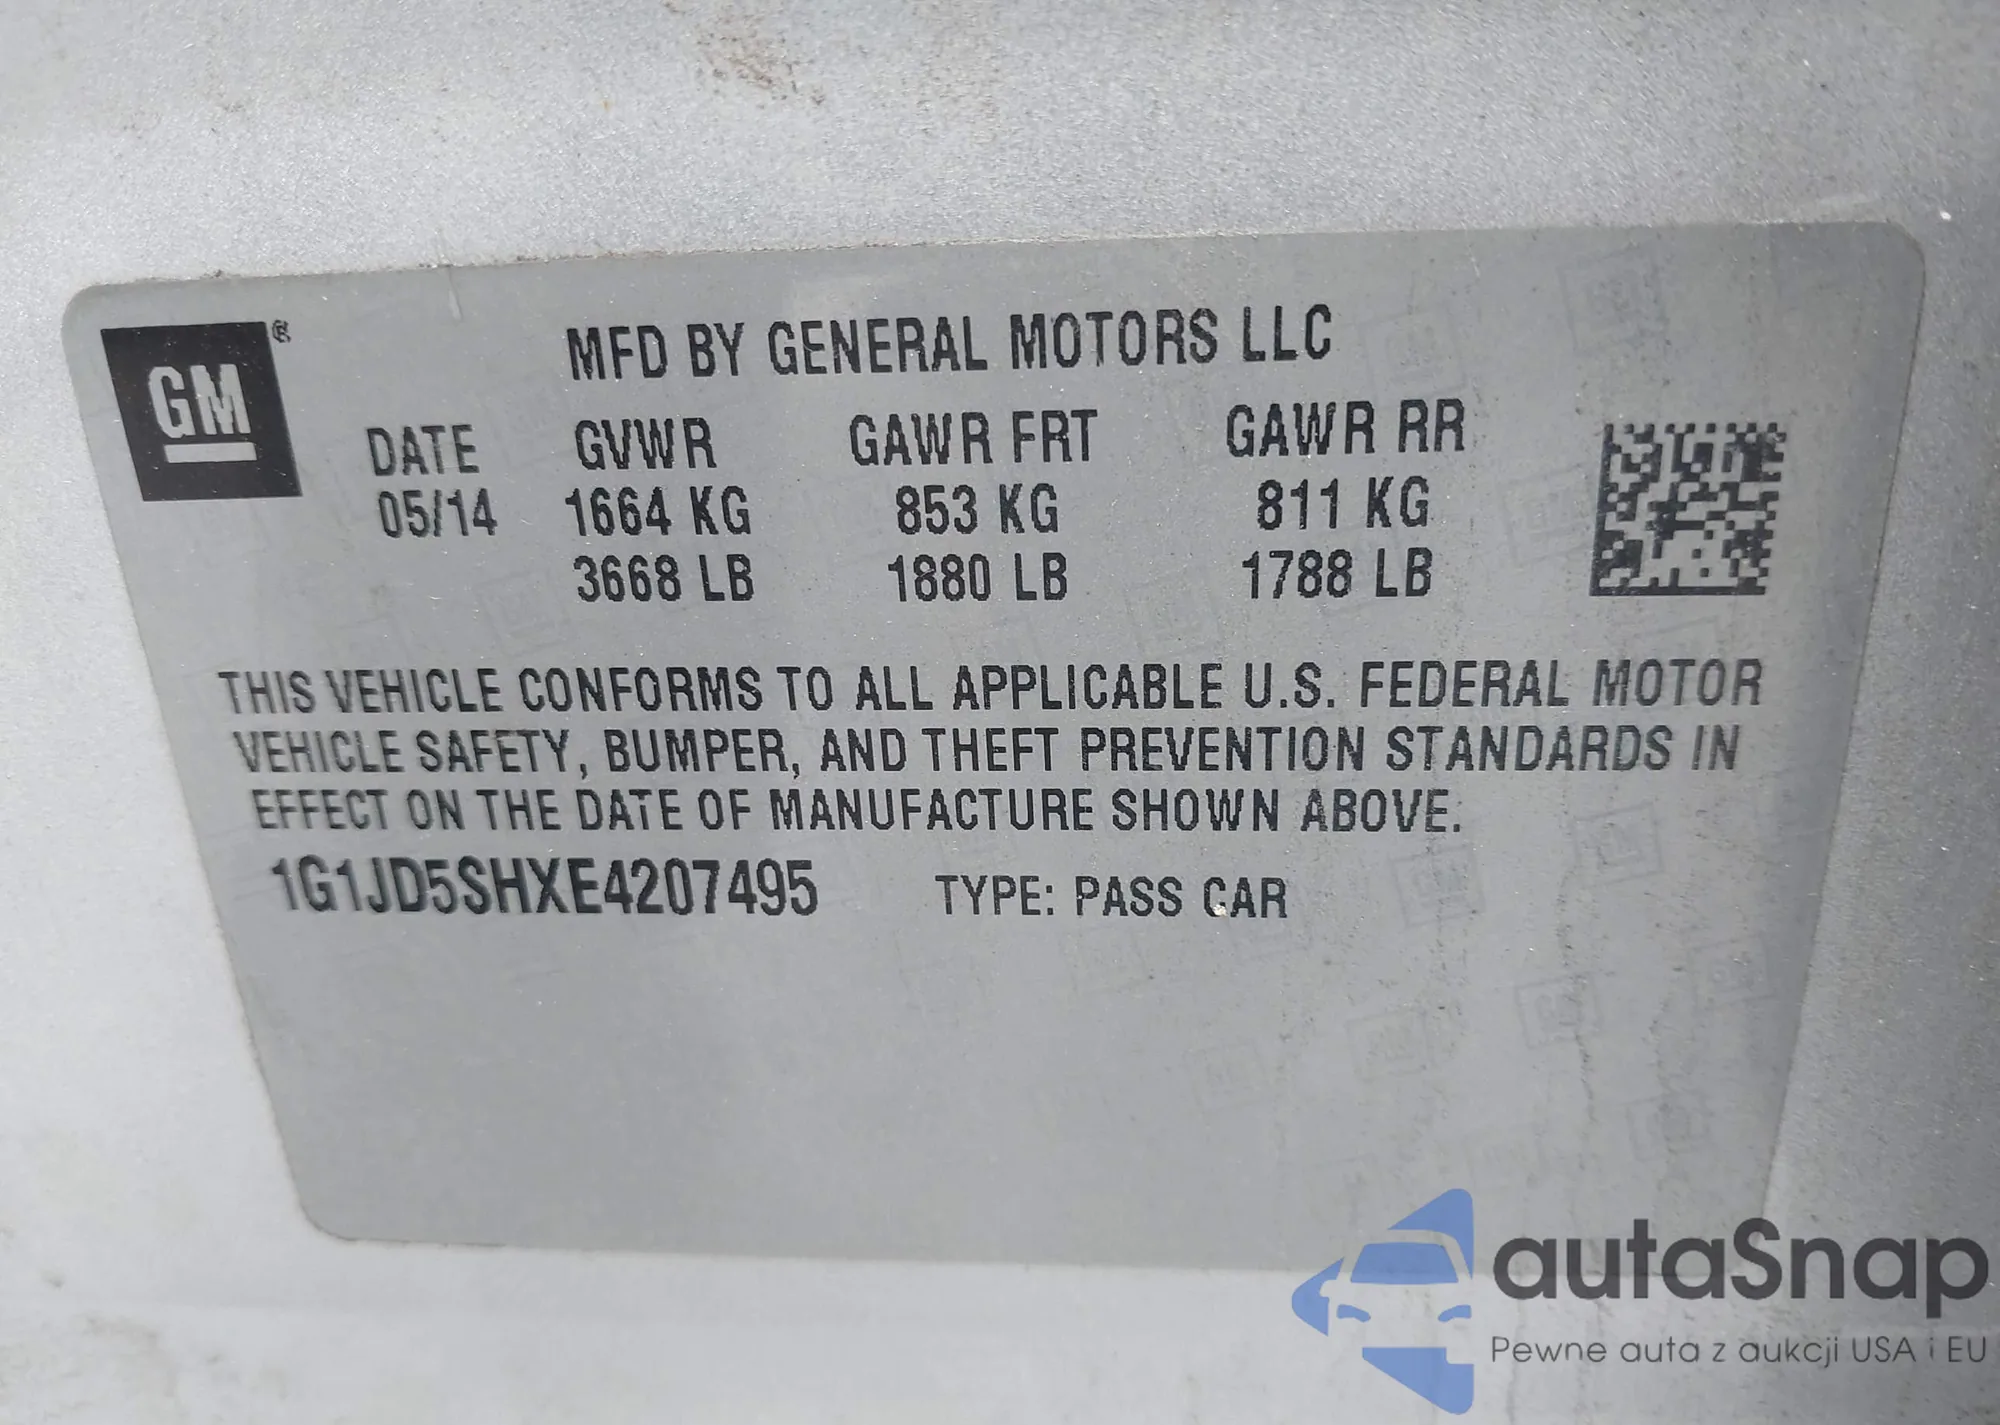 GM®
MFD BY GENERAL MOTORS LLC
DATE GVWR GAWR FRT GAWR RR
05/14 1664 KG 853 KG 811 KG
3668 LB 1880 LB 1788 LB
THIS VEHICLE CONFORMS TO ALL APPLICABLE U.S. FEDERAL MOTOR
VEHICLE SAFETY, BUMPER, AND THEFT PREVENTION STANDARDS IN
EFFECT ON THE DATE OF MANUFACTURE SHOWN ABOVE.
1G1JD5SHXE4207495 TYPE: PASS CAR
autaSnap
Pewne auta z aukcji USA i EU